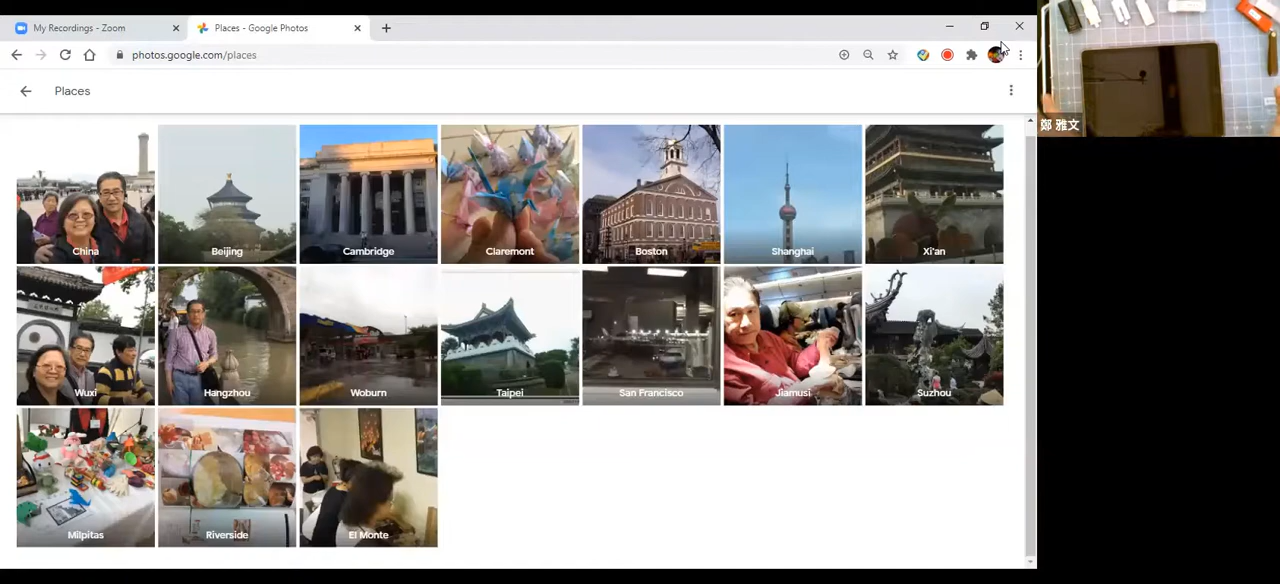 My Recordings - Zoom
Places - Google Photos
photos.google.com/places
Places
China
Beijing
Cambridge
Claremont
Boston
Shanghai
Xi'an
Wuxi
Hangzhou
Woburn
Taipei
San Francisco
Jiamusi
Suzhou
Milpitas
Riverside
El Monte
鄭 雅文